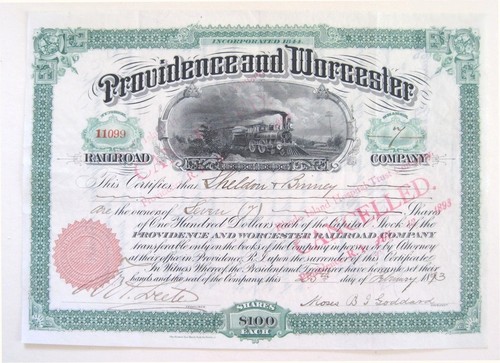 INCORPORATED 1844
Providence and Worcester
11099
7
RAILROAD
COMPANY
This Certifies that Sheldon & Binney
are the owners of Seven (7) Shares
of One Hundred Dollars each of the Capital Stock of the
PROVIDENCE AND WORCESTER RAILROAD COMPANY
transferable only on the books of the Company in person or by Attorney
at their office in Providence R.I. upon the surrender of this Certificate.
In Witness Whereof the President and Treasurer have hereunto set their
hands and the seal of the Company this day of February 1893
Moses B. I. Goddard
CANCELLED.
1893
SHARES
$100
EACH